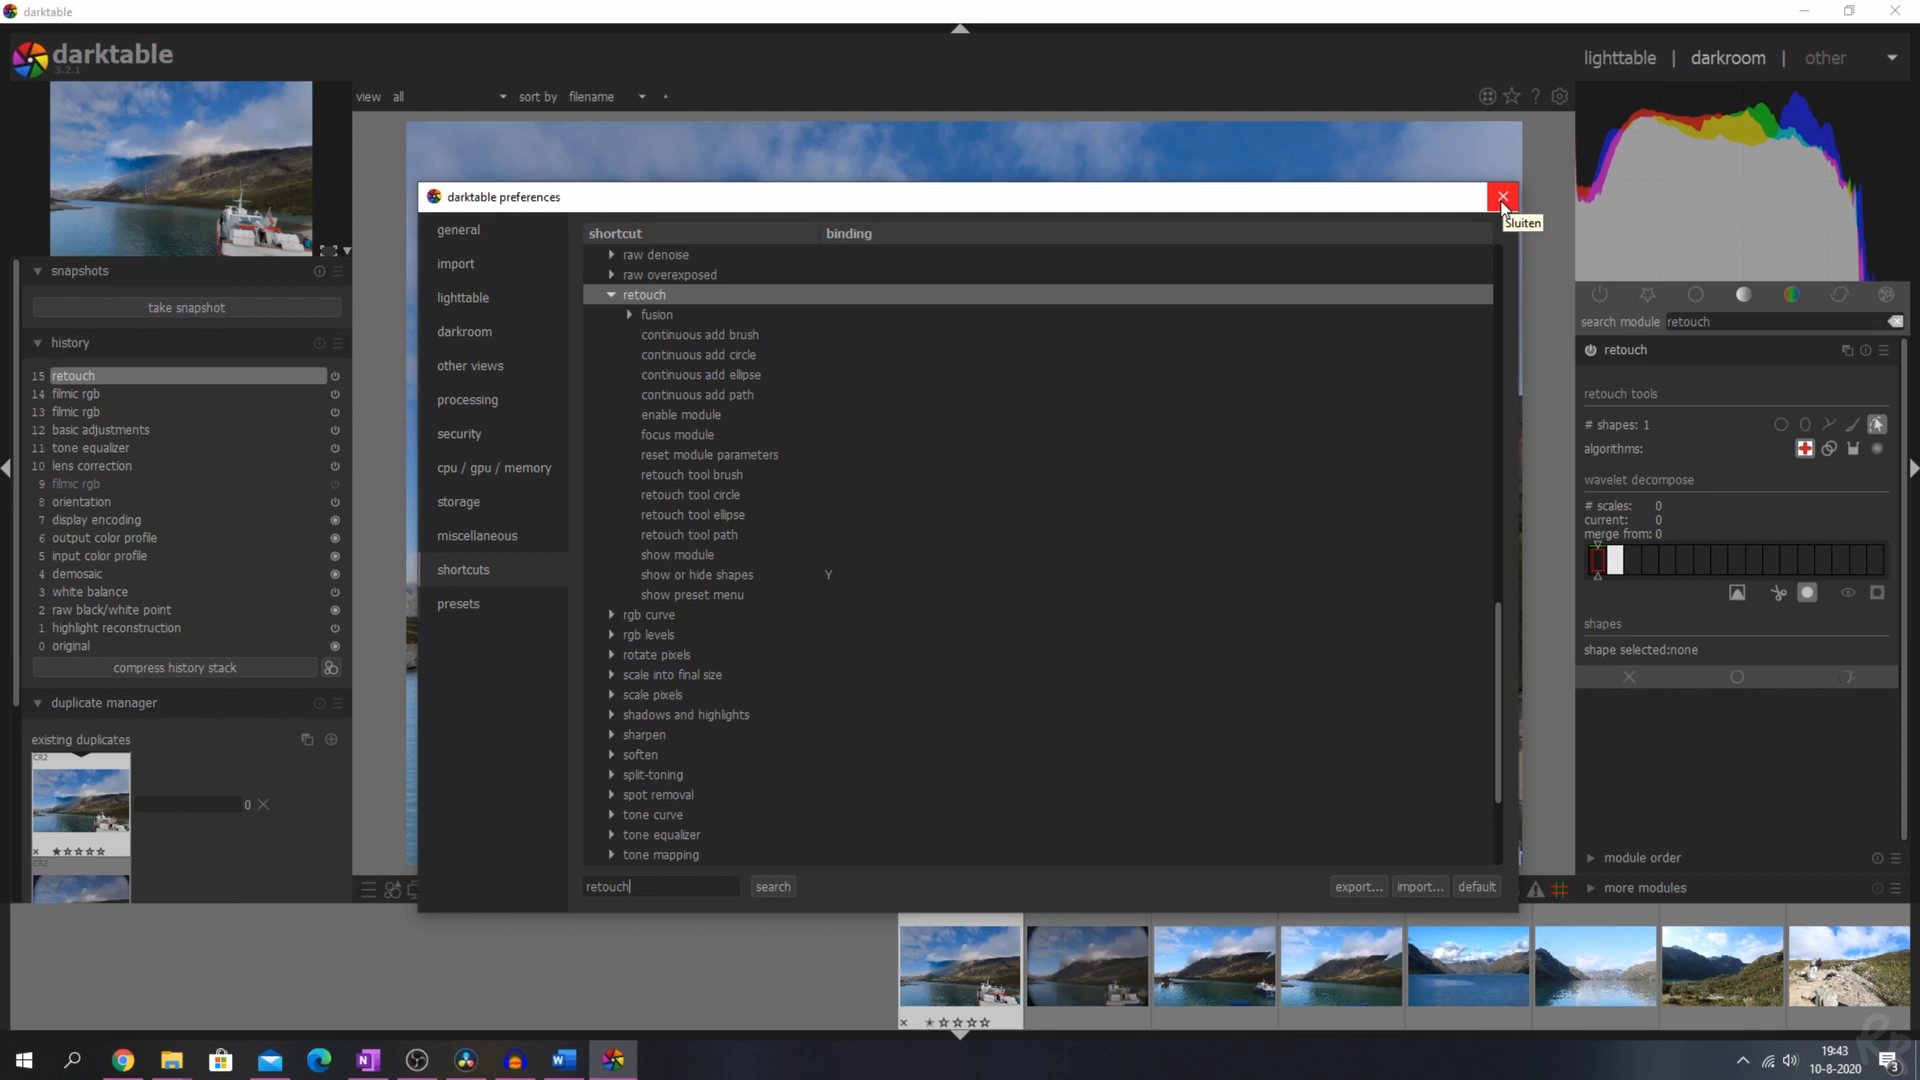 darktable
darktable
3.2.1
lighttable | darkroom | other
view all
sort by filename
?
darktable preferences
Sluiten
general
import
lighttable
darkroom
other views
processing
security
cpu / gpu / memory
storage
miscellaneous
shortcuts
presets
shortcut binding
raw denoise
raw overexposed
retouch
fusion
continuous add brush
continuous add circle
continuous add ellipse
continuous add path
enable module
focus module
reset module parameters
retouch tool brush
retouch tool circle
retouch tool ellipse
retouch tool path
show module
show or hide shapes Y
show preset menu
rgb curve
rgb levels
rotate pixels
scale into final size
scale pixels
shadows and highlights
sharpen
soften
split-toning
spot removal
tone curve
tone equalizer
tone mapping
retouch
search
export... import... default
snapshots
take snapshot
history
15 retouch
14 filmic rgb
13 filmic rgb
12 basic adjustments
11 tone equalizer
10 lens correction
9 filmic rgb
8 orientation
7 display encoding
6 output color profile
5 input color profile
4 demosaic
3 white balance
2 raw black/white point
1 highlight reconstruction
0 original
compress history stack
duplicate manager
existing duplicates
CR2
0
CR2
search module retouch
retouch
retouch tools
# shapes: 1
algorithms:
wavelet decompose
# scales: 0
current: 0
merge from: 0
shapes
shape selected:none
module order
more modules
19:43
10-8-2020
3